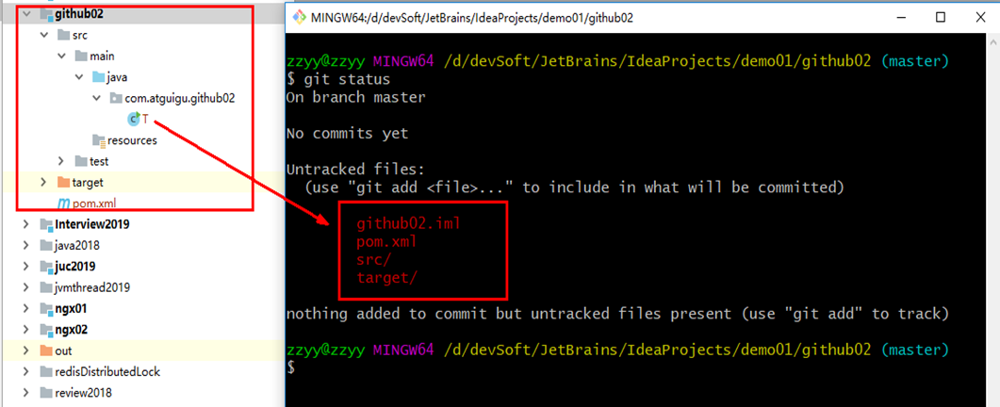 github02
src
main
java
com.atguigu.github02
T
resources
test
target
pom.xml
Interview2019
java2018
juc2019
jvmthread2019
ngx01
ngx02
out
redisDistributedLock
review2018
MINGW64:/d/devSoft/JetBrains/IdeaProjects/demo01/github02
zzyy@zzyy MINGW64 /d/devSoft/JetBrains/IdeaProjects/demo01/github02 (master)
$ git status
On branch master
No commits yet
Untracked files:
(use "git add <file>..." to include in what will be committed)
github02.iml
pom.xml
src/
target/
nothing added to commit but untracked files present (use "git add" to track)
zzyy@zzyy MINGW64 /d/devSoft/JetBrains/IdeaProjects/demo01/github02 (master)
$